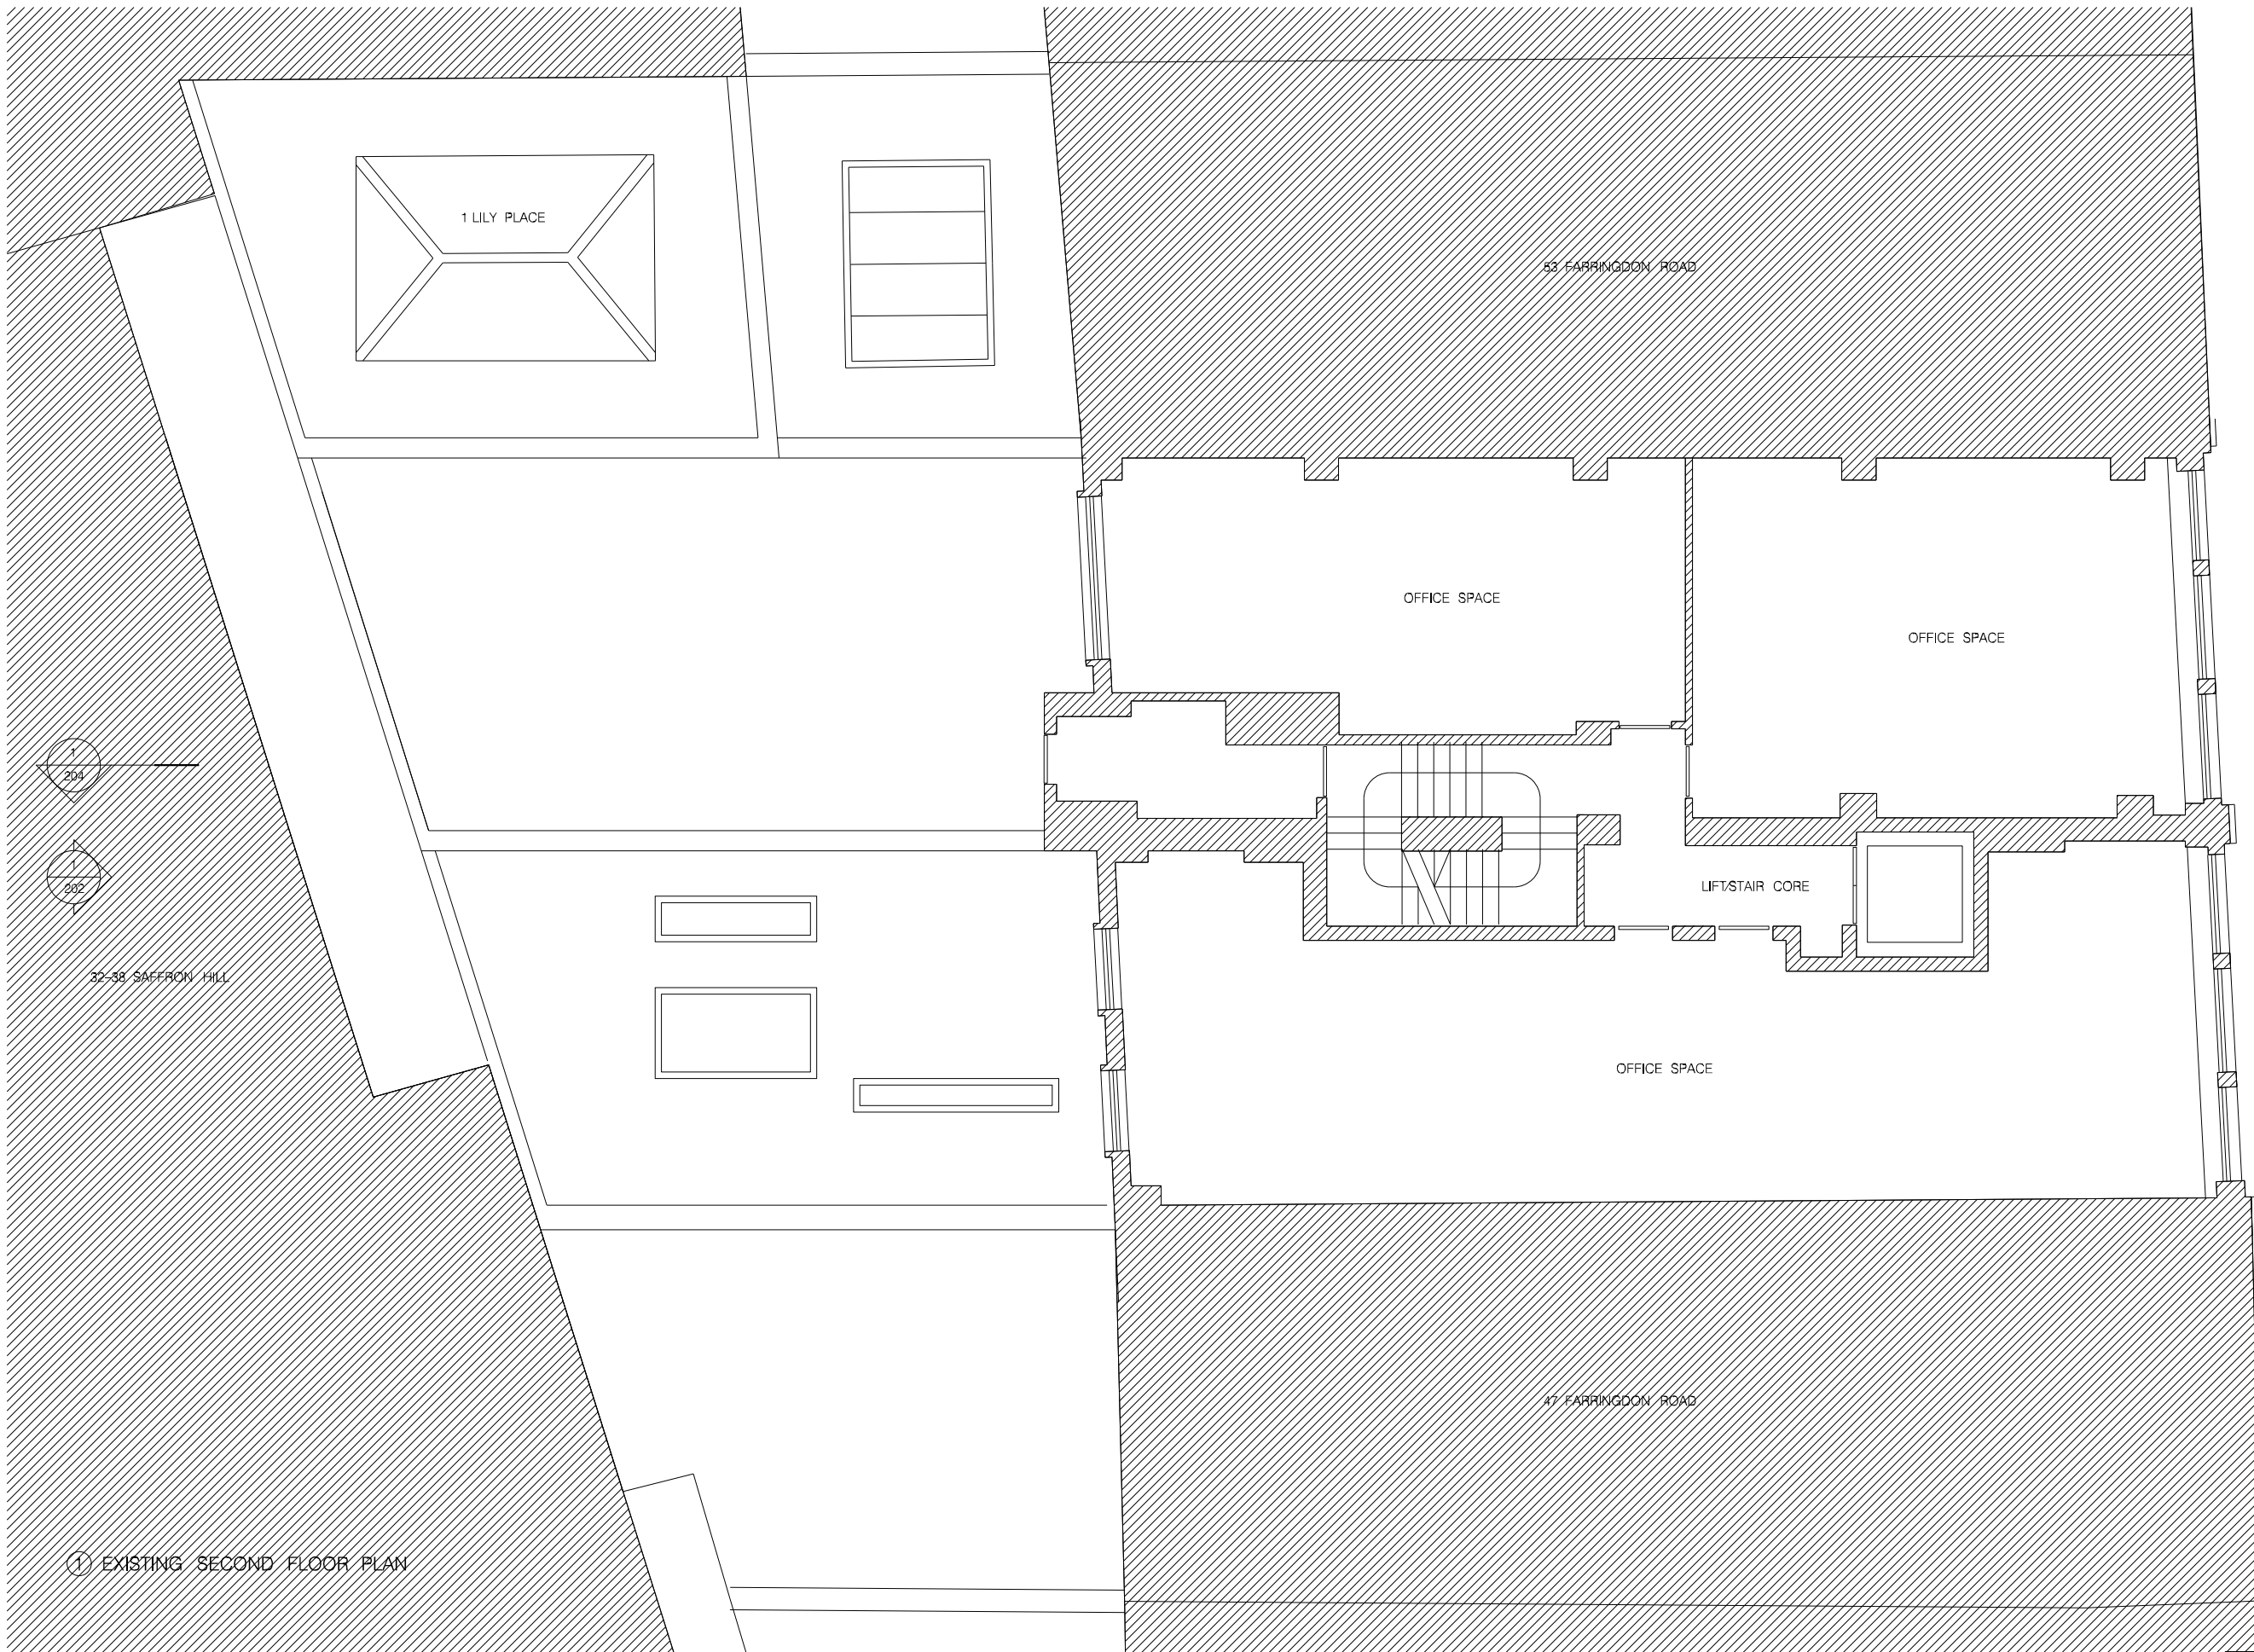 1 LILY PLACE
53 FARRINGDON ROAD
OFFICE SPACE
OFFICE SPACE
1
204
1
202
LIFT/STAIR CORE
32-38 SAFFRON HILL
OFFICE SPACE
47 FARRINGDON ROAD
1 EXISTING SECOND FLOOR PLAN